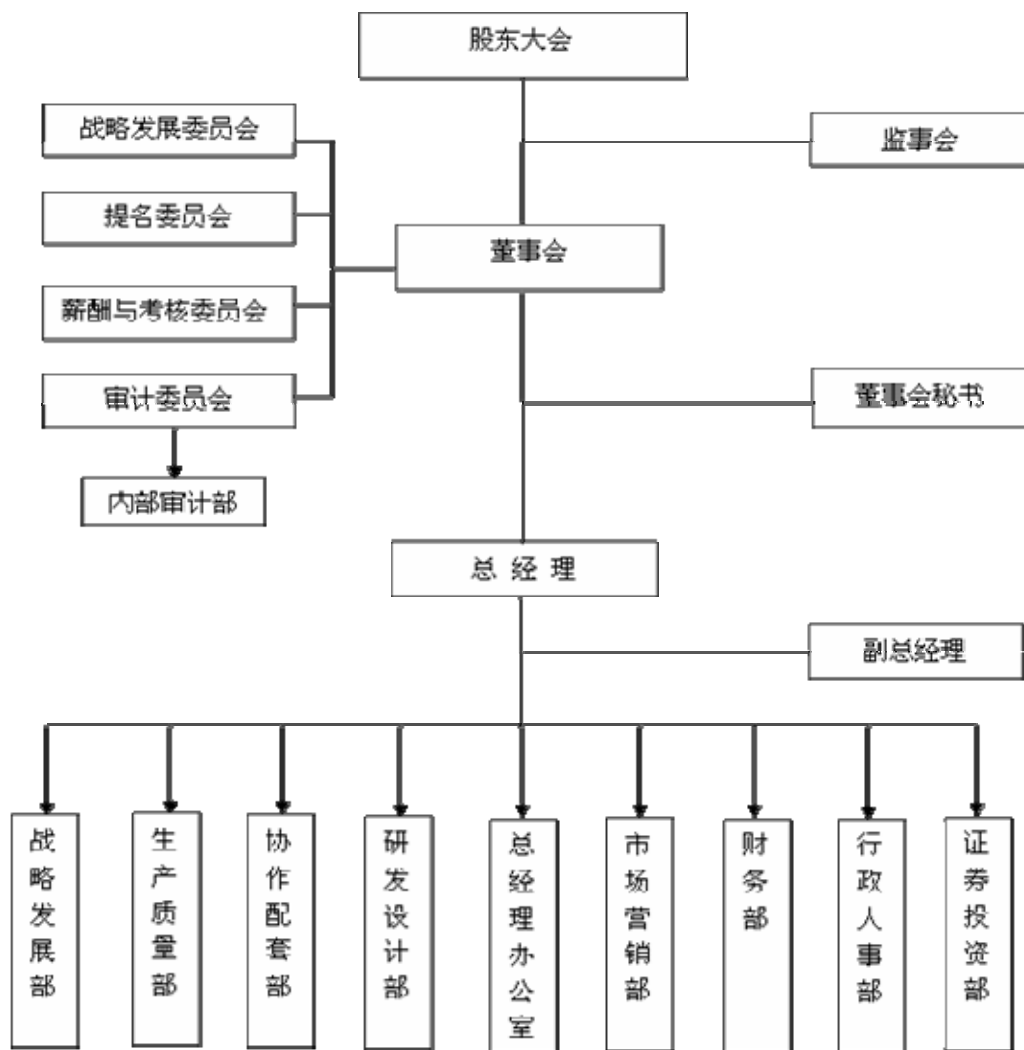 股东大会
战略发展委员会
监事会
提名委员会
董事会
薪酬与考核委员会
审计委员会
董事会秘书
内部审计部
总 经 理
副总经理
战略发展部
生产质量部
协作配套部
研发设计部
总经理办公室
市场营销部
财务部
行政人事部
证券投资部